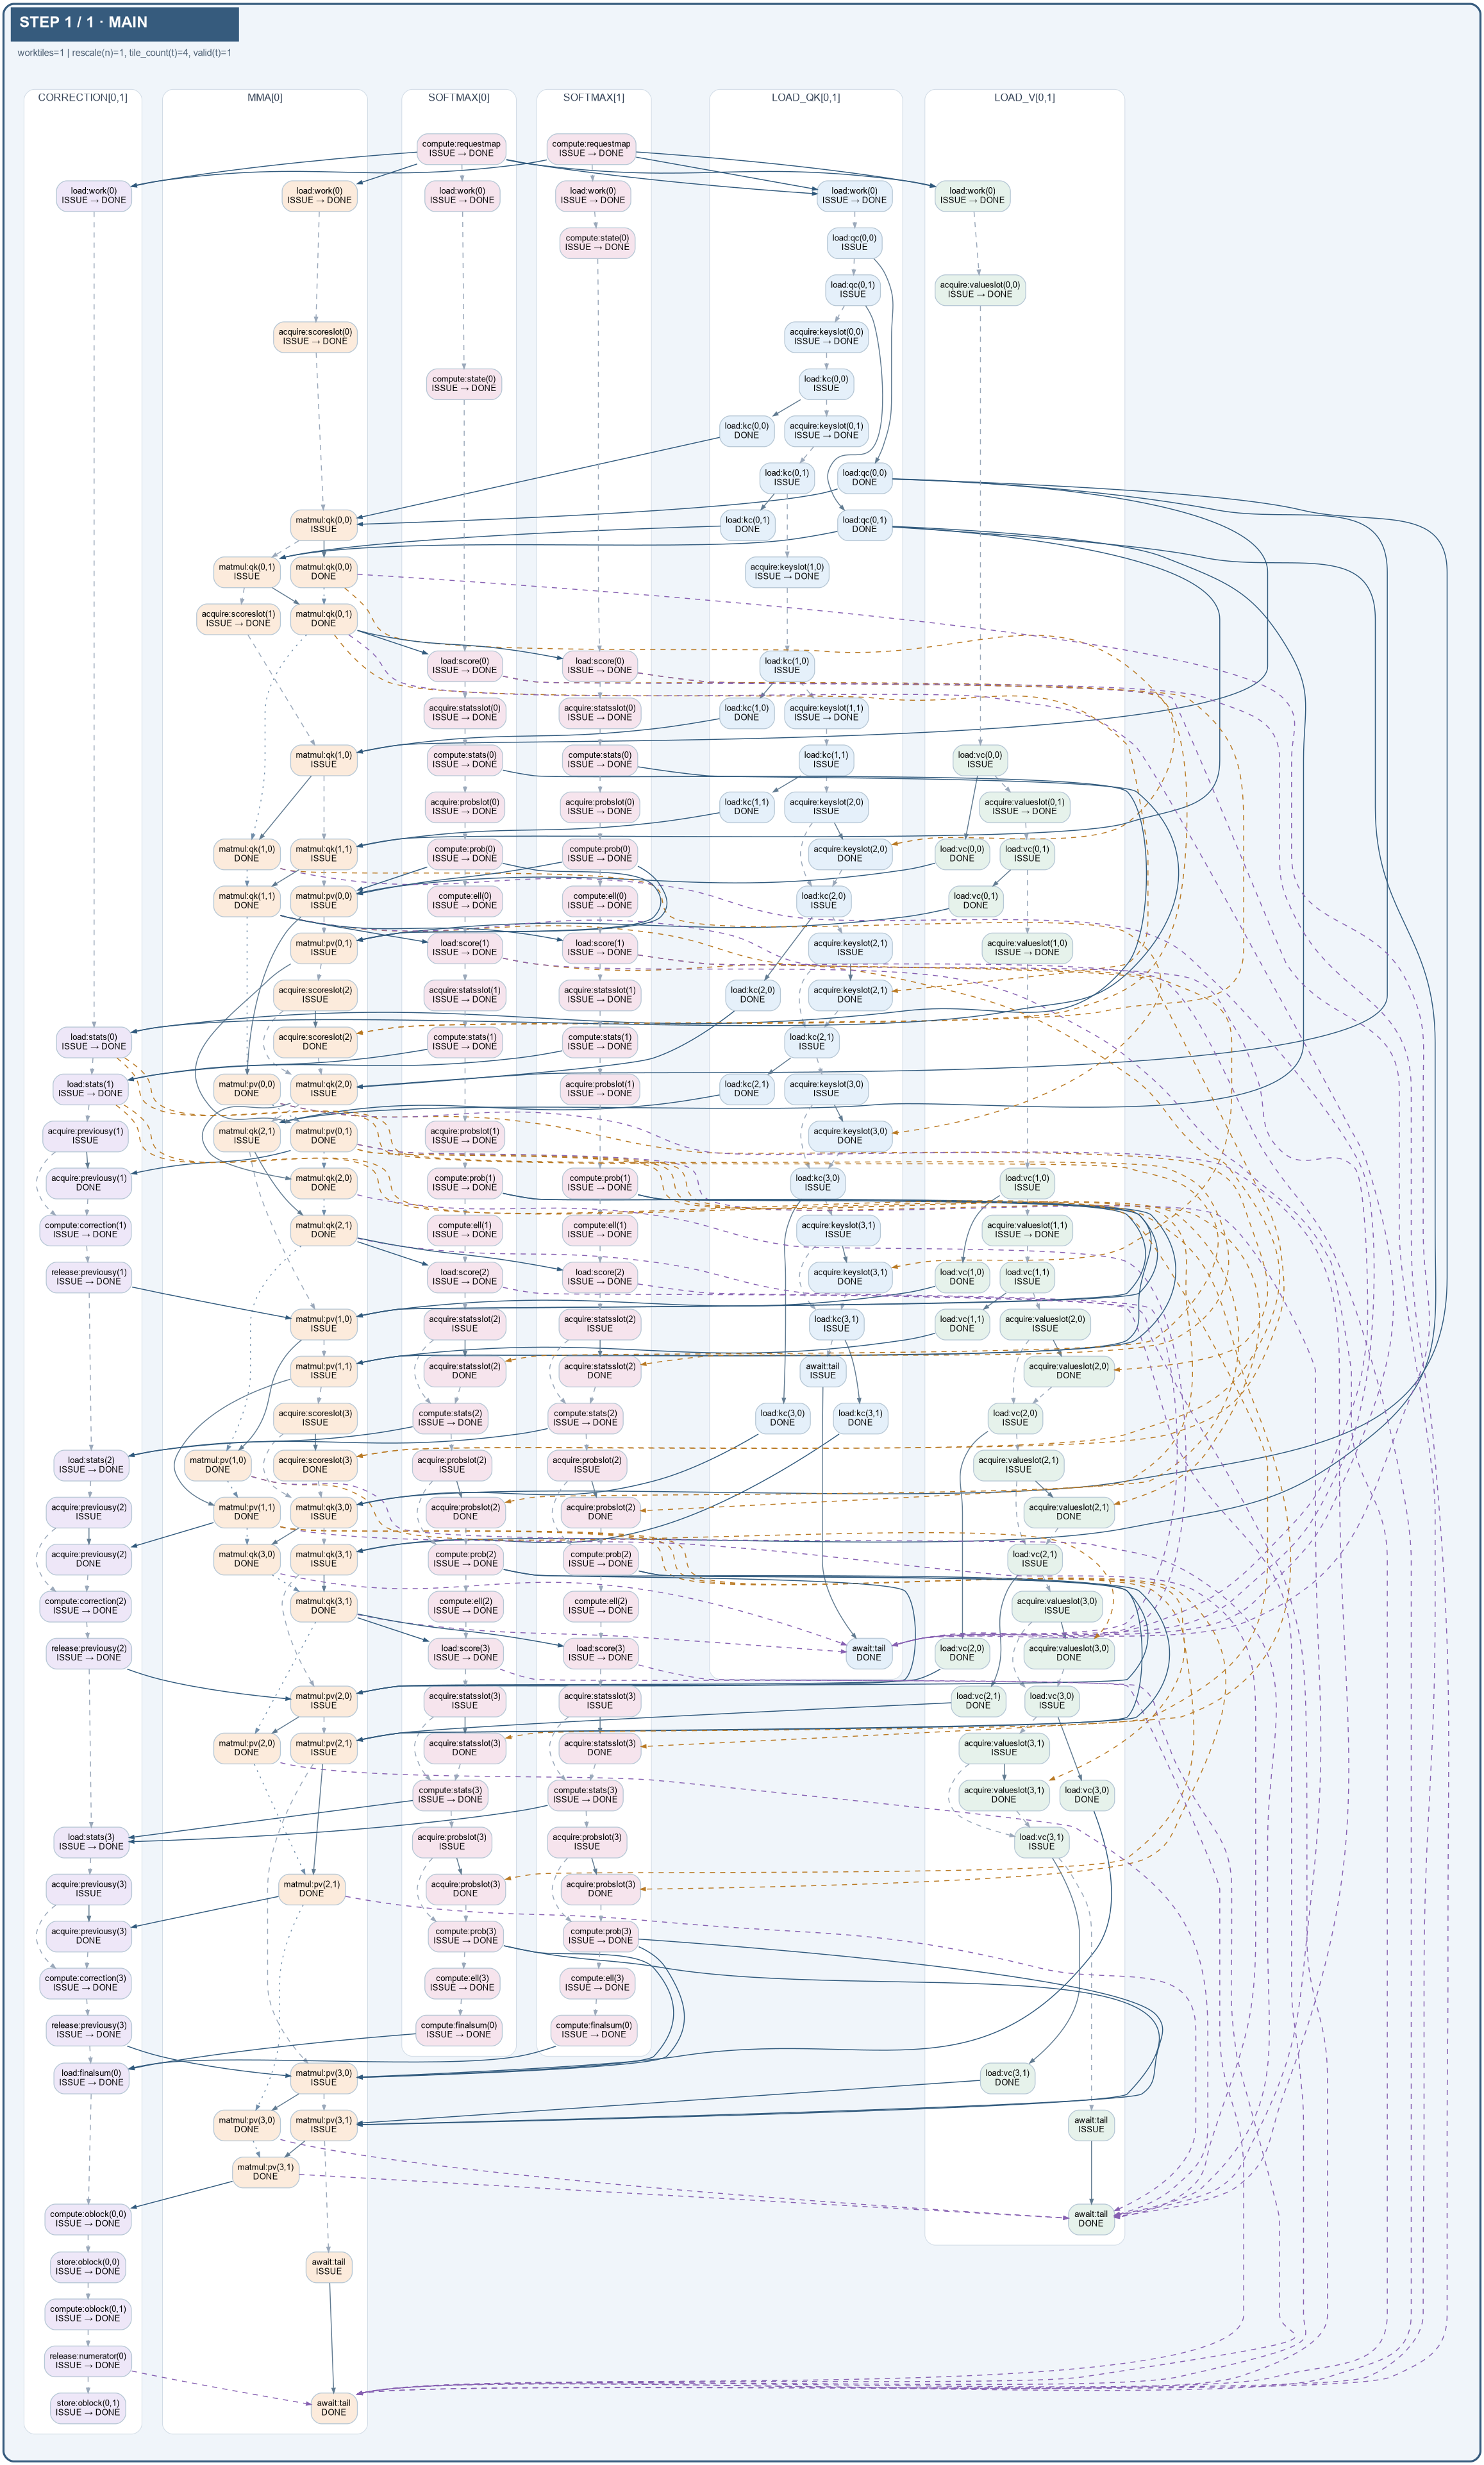 STEP 1 / 1 · MAIN
worktiles=1 | rescale(n)=1, tile_count(t)=4, valid(t)=1
CORRECTION[0,1]
load:work(0)
ISSUE → DONE
load:stats(0)
ISSUE → DONE
load:stats(1)
ISSUE → DONE
acquire:previousy(1)
ISSUE
acquire:previousy(1)
DONE
compute:correction(1)
ISSUE → DONE
release:previousy(1)
ISSUE → DONE
load:stats(2)
ISSUE → DONE
acquire:previousy(2)
ISSUE
acquire:previousy(2)
DONE
compute:correction(2)
ISSUE → DONE
release:previousy(2)
ISSUE → DONE
load:stats(3)
ISSUE → DONE
acquire:previousy(3)
ISSUE
acquire:previousy(3)
DONE
compute:correction(3)
ISSUE → DONE
release:previousy(3)
ISSUE → DONE
load:finalsum(0)
ISSUE → DONE
compute:oblock(0,0)
ISSUE → DONE
store:oblock(0,0)
ISSUE → DONE
compute:oblock(0,1)
ISSUE → DONE
release:numerator(0)
ISSUE → DONE
store:oblock(0,1)
ISSUE → DONE
MMA[0]
load:work(0)
ISSUE → DONE
acquire:scoreslot(0)
ISSUE → DONE
matmul:qk(0,0)
ISSUE
matmul:qk(0,1)
ISSUE
matmul:qk(0,0)
DONE
acquire:scoreslot(1)
ISSUE → DONE
matmul:qk(0,1)
DONE
matmul:qk(1,0)
ISSUE
matmul:qk(1,0)
DONE
matmul:qk(1,1)
ISSUE
matmul:qk(1,1)
DONE
matmul:pv(0,0)
ISSUE
matmul:pv(0,1)
ISSUE
acquire:scoreslot(2)
ISSUE
acquire:scoreslot(2)
DONE
matmul:pv(0,0)
DONE
matmul:qk(2,0)
ISSUE
matmul:qk(2,1)
ISSUE
matmul:pv(0,1)
DONE
matmul:qk(2,0)
DONE
matmul:qk(2,1)
DONE
matmul:pv(1,0)
ISSUE
matmul:pv(1,1)
ISSUE
acquire:scoreslot(3)
ISSUE
matmul:pv(1,0)
DONE
acquire:scoreslot(3)
DONE
matmul:pv(1,1)
DONE
matmul:qk(3,0)
ISSUE
matmul:qk(3,0)
DONE
matmul:qk(3,1)
ISSUE
matmul:qk(3,1)
DONE
matmul:pv(2,0)
ISSUE
matmul:pv(2,0)
DONE
matmul:pv(2,1)
ISSUE
matmul:pv(2,1)
DONE
matmul:pv(3,0)
ISSUE
matmul:pv(3,0)
DONE
matmul:pv(3,1)
ISSUE
matmul:pv(3,1)
DONE
await:tail
ISSUE
await:tail
DONE
SOFTMAX[0]
compute:requestmap
ISSUE → DONE
load:work(0)
ISSUE → DONE
compute:state(0)
ISSUE → DONE
load:score(0)
ISSUE → DONE
acquire:statsslot(0)
ISSUE → DONE
compute:stats(0)
ISSUE → DONE
acquire:probslot(0)
ISSUE → DONE
compute:prob(0)
ISSUE → DONE
compute:ell(0)
ISSUE → DONE
load:score(1)
ISSUE → DONE
acquire:statsslot(1)
ISSUE → DONE
compute:stats(1)
ISSUE → DONE
acquire:probslot(1)
ISSUE → DONE
compute:prob(1)
ISSUE → DONE
compute:ell(1)
ISSUE → DONE
load:score(2)
ISSUE → DONE
acquire:statsslot(2)
ISSUE
acquire:statsslot(2)
DONE
compute:stats(2)
ISSUE → DONE
acquire:probslot(2)
ISSUE
acquire:probslot(2)
DONE
compute:prob(2)
ISSUE → DONE
compute:ell(2)
ISSUE → DONE
load:score(3)
ISSUE → DONE
acquire:statsslot(3)
ISSUE
acquire:statsslot(3)
DONE
compute:stats(3)
ISSUE → DONE
acquire:probslot(3)
ISSUE
acquire:probslot(3)
DONE
compute:prob(3)
ISSUE → DONE
compute:ell(3)
ISSUE → DONE
compute:finalsum(0)
ISSUE → DONE
SOFTMAX[1]
compute:requestmap
ISSUE → DONE
load:work(0)
ISSUE → DONE
compute:state(0)
ISSUE → DONE
load:score(0)
ISSUE → DONE
acquire:statsslot(0)
ISSUE → DONE
compute:stats(0)
ISSUE → DONE
acquire:probslot(0)
ISSUE → DONE
compute:prob(0)
ISSUE → DONE
compute:ell(0)
ISSUE → DONE
load:score(1)
ISSUE → DONE
acquire:statsslot(1)
ISSUE → DONE
compute:stats(1)
ISSUE → DONE
acquire:probslot(1)
ISSUE → DONE
compute:prob(1)
ISSUE → DONE
compute:ell(1)
ISSUE → DONE
load:score(2)
ISSUE → DONE
acquire:statsslot(2)
ISSUE
acquire:statsslot(2)
DONE
compute:stats(2)
ISSUE → DONE
acquire:probslot(2)
ISSUE
acquire:probslot(2)
DONE
compute:prob(2)
ISSUE → DONE
compute:ell(2)
ISSUE → DONE
load:score(3)
ISSUE → DONE
acquire:statsslot(3)
ISSUE
acquire:statsslot(3)
DONE
compute:stats(3)
ISSUE → DONE
acquire:probslot(3)
ISSUE
acquire:probslot(3)
DONE
compute:prob(3)
ISSUE → DONE
compute:ell(3)
ISSUE → DONE
compute:finalsum(0)
ISSUE → DONE
LOAD_QK[0,1]
load:work(0)
ISSUE → DONE
load:qc(0,0)
ISSUE
load:qc(0,1)
ISSUE
acquire:keyslot(0,0)
ISSUE → DONE
load:kc(0,0)
ISSUE
load:kc(0,0)
DONE
acquire:keyslot(0,1)
ISSUE → DONE
load:kc(0,1)
ISSUE
load:qc(0,0)
DONE
load:kc(0,1)
DONE
load:qc(0,1)
DONE
acquire:keyslot(1,0)
ISSUE → DONE
load:kc(1,0)
ISSUE
load:kc(1,0)
DONE
acquire:keyslot(1,1)
ISSUE → DONE
load:kc(1,1)
ISSUE
load:kc(1,1)
DONE
acquire:keyslot(2,0)
ISSUE
acquire:keyslot(2,0)
DONE
load:kc(2,0)
ISSUE
acquire:keyslot(2,1)
ISSUE
load:kc(2,0)
DONE
acquire:keyslot(2,1)
DONE
load:kc(2,1)
ISSUE
load:kc(2,1)
DONE
acquire:keyslot(3,0)
ISSUE
acquire:keyslot(3,0)
DONE
load:kc(3,0)
ISSUE
acquire:keyslot(3,1)
ISSUE
acquire:keyslot(3,1)
DONE
load:kc(3,1)
ISSUE
await:tail
ISSUE
load:kc(3,0)
DONE
load:kc(3,1)
DONE
await:tail
DONE
LOAD_V[0,1]
load:work(0)
ISSUE → DONE
acquire:valueslot(0,0)
ISSUE → DONE
load:vc(0,0)
ISSUE
acquire:valueslot(0,1)
ISSUE → DONE
load:vc(0,0)
DONE
load:vc(0,1)
ISSUE
load:vc(0,1)
DONE
acquire:valueslot(1,0)
ISSUE → DONE
load:vc(1,0)
ISSUE
acquire:valueslot(1,1)
ISSUE → DONE
load:vc(1,0)
DONE
load:vc(1,1)
ISSUE
load:vc(1,1)
DONE
acquire:valueslot(2,0)
ISSUE
acquire:valueslot(2,0)
DONE
load:vc(2,0)
ISSUE
acquire:valueslot(2,1)
ISSUE
acquire:valueslot(2,1)
DONE
load:vc(2,1)
ISSUE
acquire:valueslot(3,0)
ISSUE
load:vc(2,0)
DONE
acquire:valueslot(3,0)
DONE
load:vc(2,1)
DONE
load:vc(3,0)
ISSUE
acquire:valueslot(3,1)
ISSUE
acquire:valueslot(3,1)
DONE
load:vc(3,0)
DONE
load:vc(3,1)
ISSUE
load:vc(3,1)
DONE
await:tail
ISSUE
await:tail
DONE